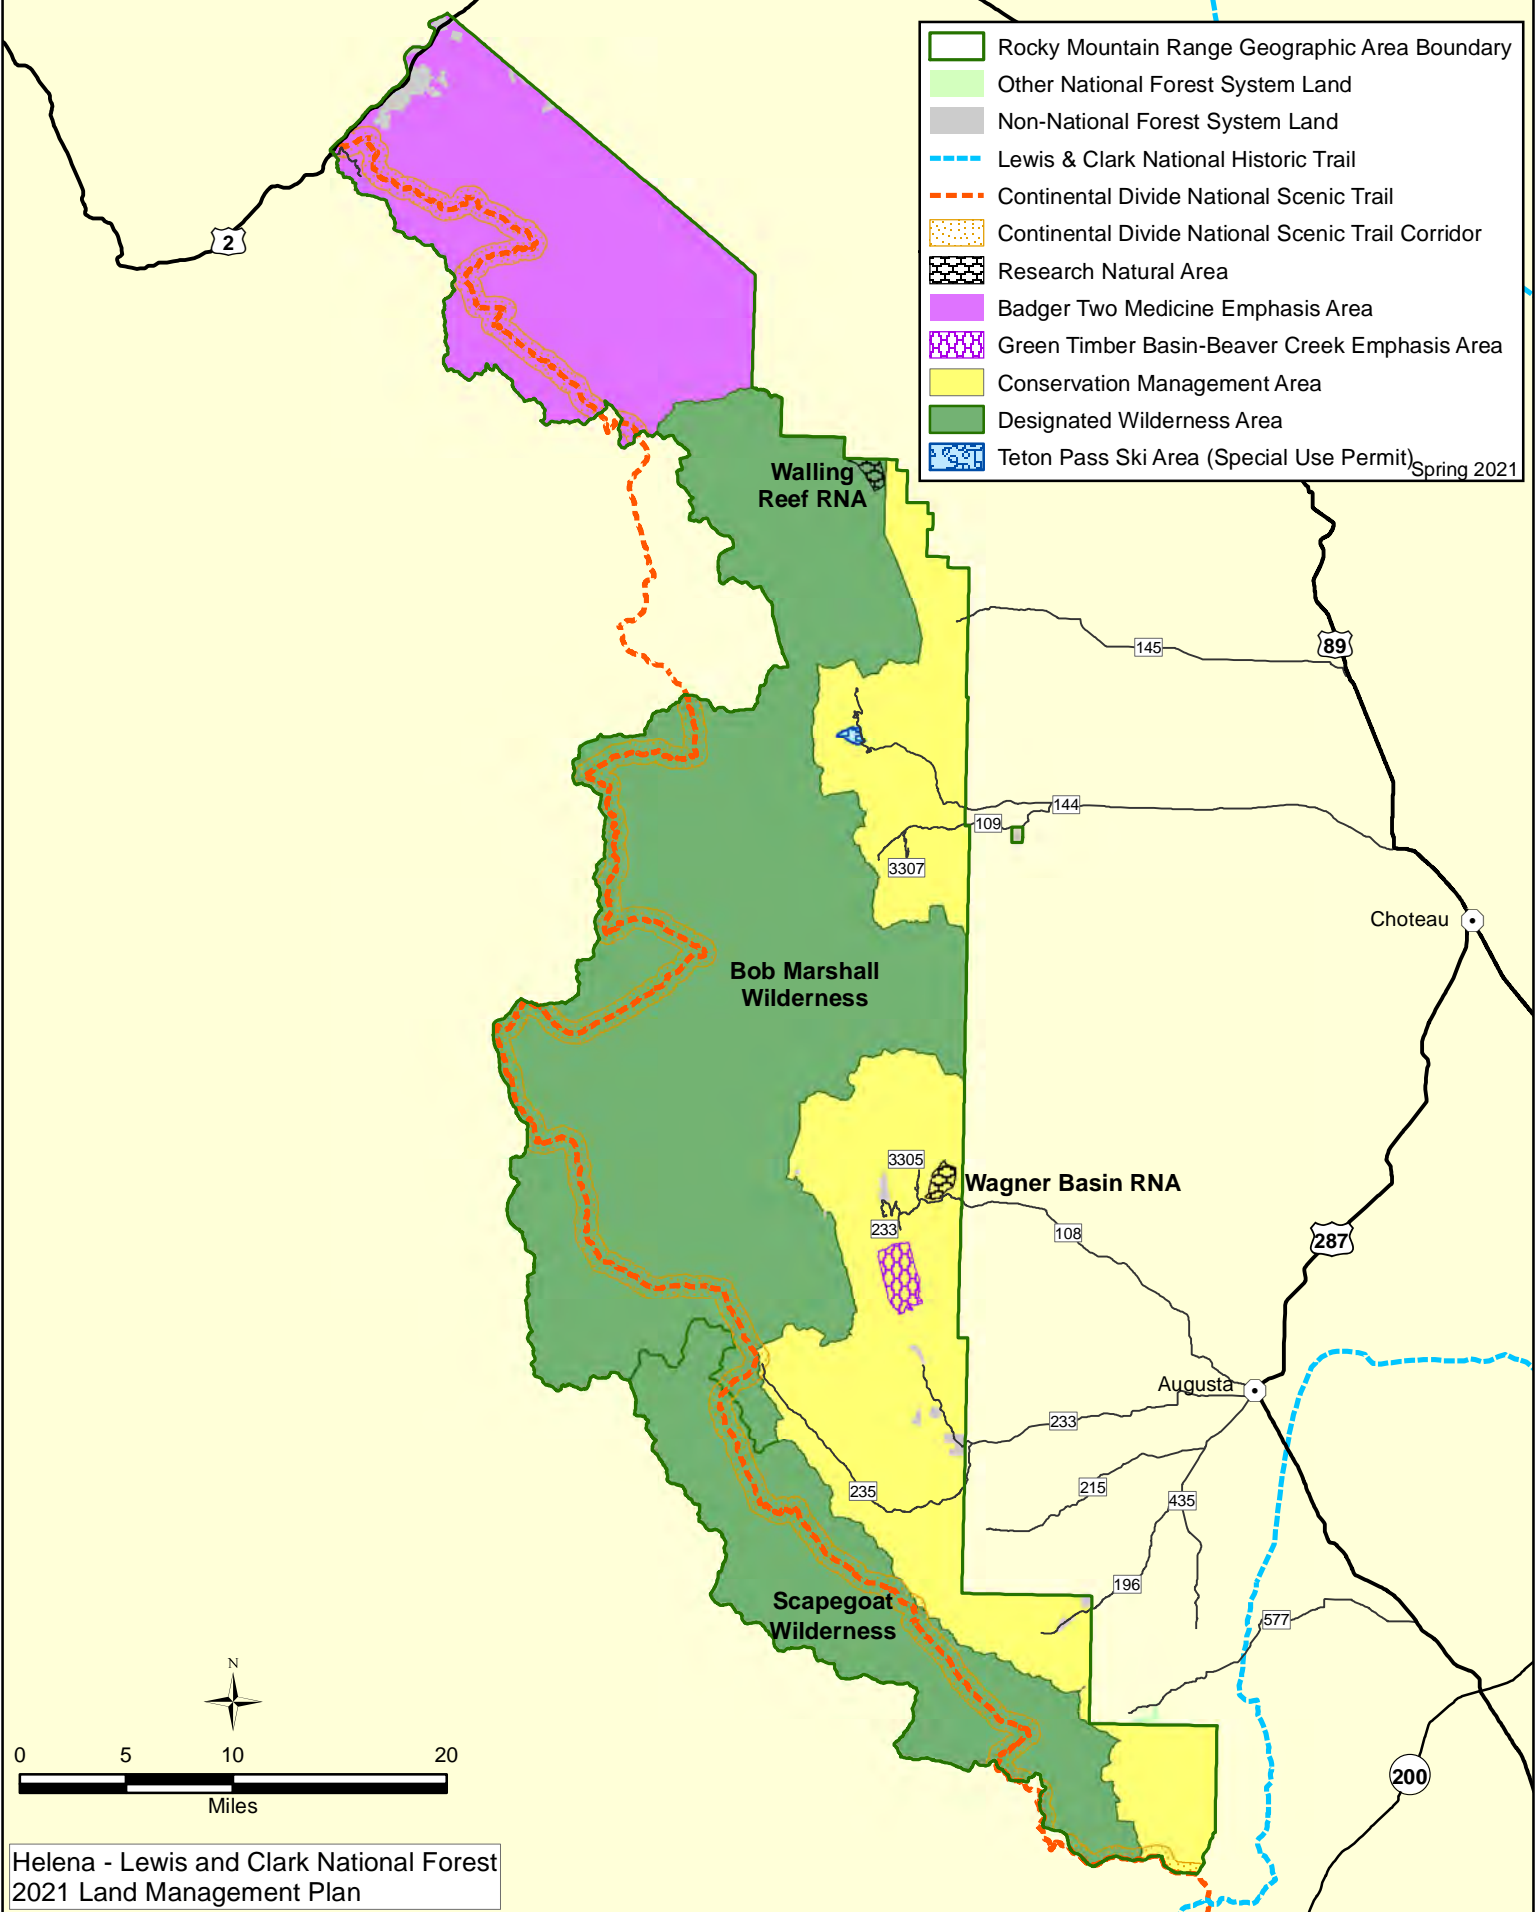 Rocky Mountain Range Geographic Area Boundary
Other National Forest System Land
Non-National Forest System Land
Lewis & Clark National Historic Trail
Continental Divide National Scenic Trail
Continental Divide National Scenic Trail Corridor
Research Natural Area
Badger Two Medicine Emphasis Area
Green Timber Basin-Beaver Creek Emphasis Area
Conservation Management Area
Designated Wilderness Area
Teton Pass Ski Area (Special Use Permit)
Spring 2021
2
Walling
Reef RNA
145
89
144
109
3307
Choteau
Bob Marshall
Wilderness
3305
Wagner Basin RNA
233
108
287
Augusta
233
235
215
435
196
Scapegoat
Wilderness
577
N
0 5 10 20
Miles
200
Helena - Lewis and Clark National Forest
2021 Land Management Plan